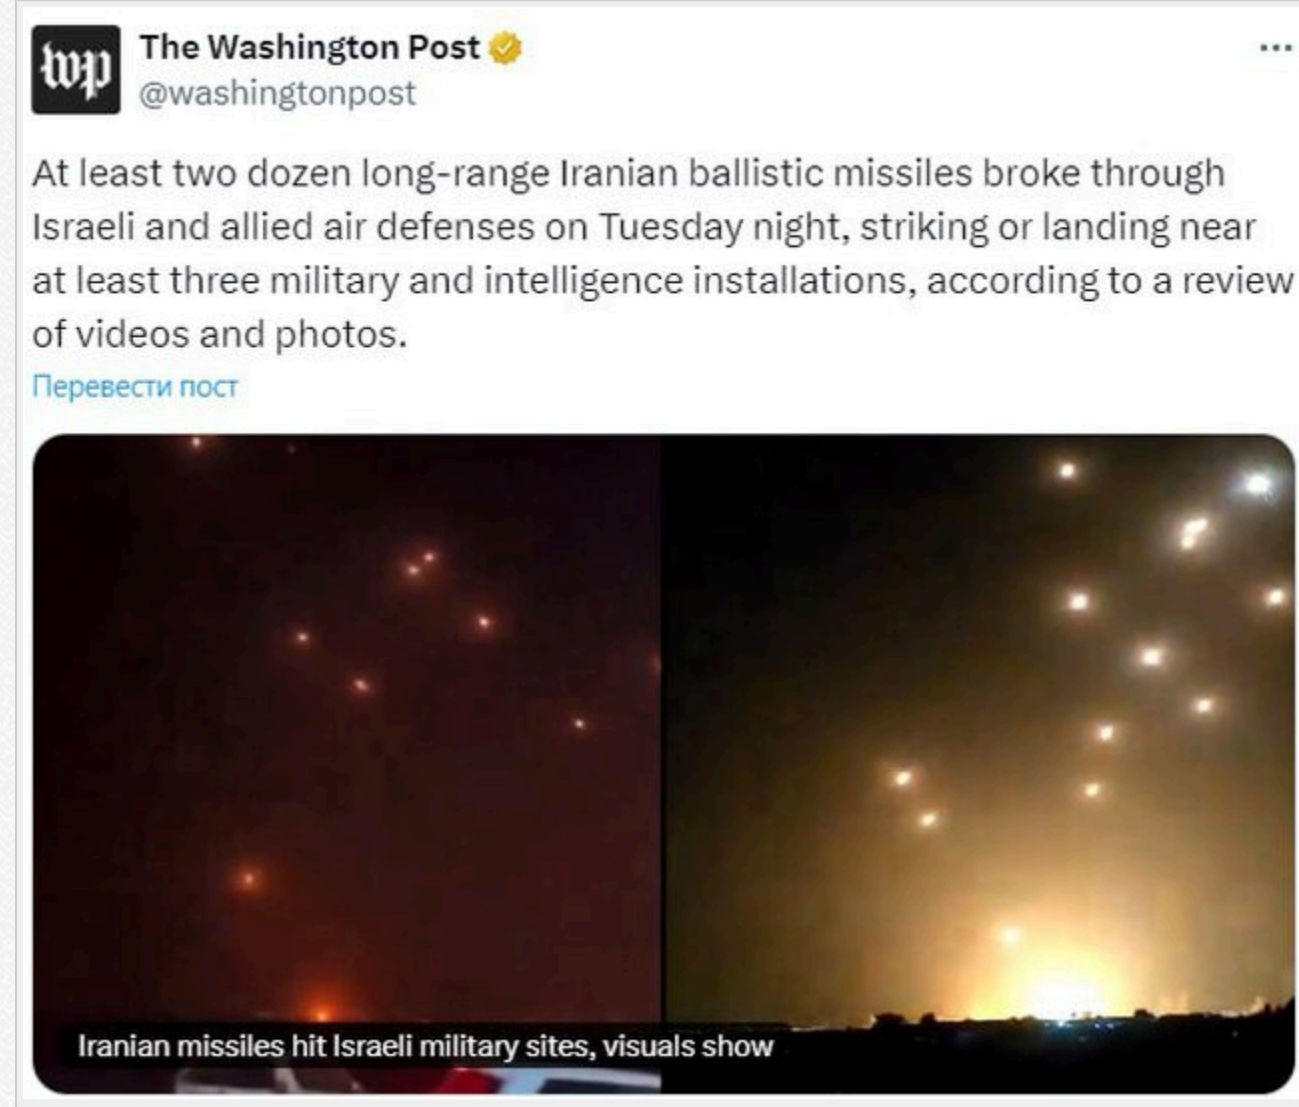 wp
The Washington Post
@washingtonpost
At least two dozen long-range Iranian ballistic missiles broke through
Israeli and allied air defenses on Tuesday night, striking or landing near
at least three military and intelligence installations, according to a review
of videos and photos.
Перевести пост
Iranian missiles hit Israeli military sites, visuals show